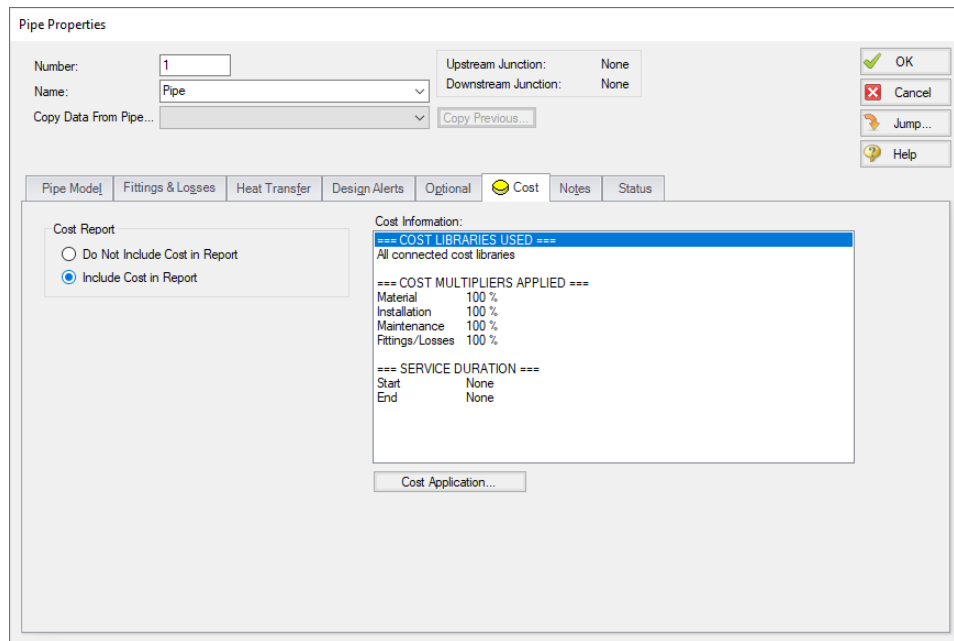 Pipe Properties
Number: 1
Name: Pipe
Copy Data From Pipe... Copy Previous...
Upstream Junction: None
Downstream Junction: None
OK
Cancel
Jump...
Help
Pipe Model Fittings & Losses Heat Transfer Design Alerts Optional Cost Notes Status
Cost Report
Do Not Include Cost in Report
Include Cost in Report
Cost Information:
=== COST LIBRARIES USED ===
All connected cost libraries
=== COST MULTIPLIERS APPLIED ===
Material 100 %
Installation 100 %
Maintenance 100 %
Fittings/Losses 100 %
=== SERVICE DURATION ===
Start None
End None
Cost Application...